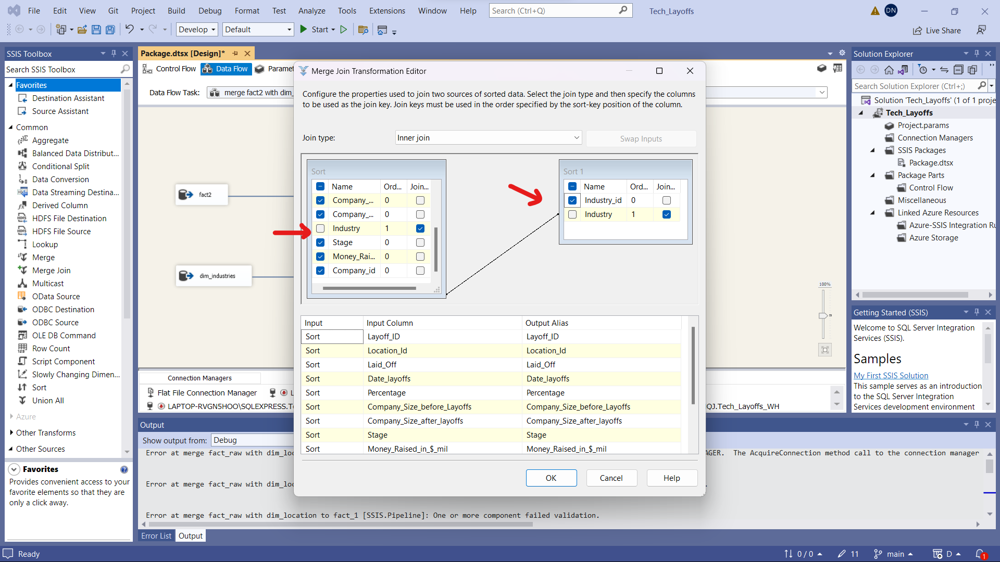 File Edit View Git Project Build Debug Format Test Analyze Tools Extensions Window Help Search (Ctrl+Q) Tech_Layoffs DN
Develop Default Start Live Share
SSIS Toolbox
Search SSIS Toolbox
Favorites
Destination Assistant
Source Assistant
Common
Aggregate
Balanced Data Distribut...
Conditional Split
Data Conversion
Data Streaming Destina...
Derived Column
HDFS File Destination
HDFS File Source
Lookup
Merge
Merge Join
Multicast
OData Source
ODBC Destination
ODBC Source
OLE DB Command
Row Count
Script Component
Slowly Changing Dimen...
Sort
Union All
Azure
Other Transforms
Other Sources
Favorites
Provides convenient access to your
favorite elements so that they are
only a click away.
Package.dtsx [Design]*
Control Flow Data Flow Paramet
Data Flow Task: merge fact2 with dim_
fact2
dim_industries
100%
Merge Join Transformation Editor
Configure the properties used to join two sources of sorted data. Select the join type and then specify the columns
to be used as the join key. Join keys must be used in the order specified by the sort-key position of the column.
Join type: Inner join Swap Inputs
Sort
Name Ord... Join...
Company_... 0
Company_... 0
Industry 1
Stage 0
Money_Rai... 0
Company_id 0
Sort 1
Name Ord... Join...
Industry_id 0
Industry 1
Input Input Column Output Alias
Sort Layoff_ID Layoff_ID
Sort Location_Id Location_Id
Sort Laid_Off Laid_Off
Sort Date_layoffs Date_layoffs
Sort Percentage Percentage
Sort Company_Size_before_Layoffs Company_Size_before_Layoffs
Sort Company_Size_after_layoffs Company_Size_after_layoffs
Sort Stage Stage
Sort Money_Raised_in_$_mil Money_Raised_in_$_mil
OK Cancel Help
Connection Managers
Flat File Connection Manager L
LAPTOP-RVGN5HOO\SQLEXPRESS.Te QJ.Tech_Layoffs_WH
Output
Show output from: Debug
Error at merge fact_raw with dim_loc AGER. The AcquireConnection method call to the connection manager
Error at merge fact_raw with dim_loc
Error at merge fact_raw with dim_location to fact_1 [SSIS.Pipeline]: One or more component failed validation.
Error List Output
Solution Explorer
Search Solution Explorer (Ctrl+;)
Solution 'Tech_Layoffs' (1 of 1 proje
Tech_Layoffs
Project.params
Connection Managers
SSIS Packages
Package.dtsx
Package Parts
Control Flow
Miscellaneous
Linked Azure Resources
Azure-SSIS Integration Ru
Azure Storage
Getting Started (SSIS)
Welcome to SQL Server Integration
Services (SSIS).
Samples
My First SSIS Solution
This sample serves as an introduction
to the SQL Server Integration
Services development environment
Ready 0 / 0 11 main D 1